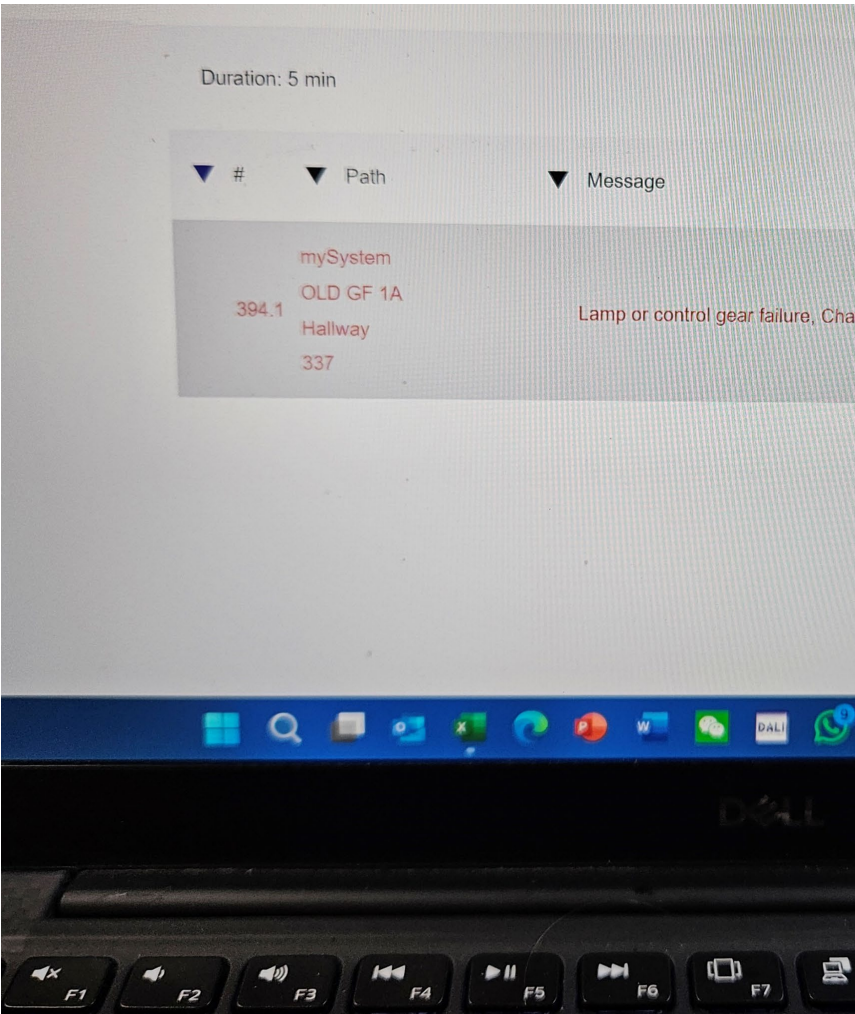 Duration: 5 min
# Path Message
mySystem
OLD GF 1A
394.1
Hallway
337
Lamp or control gear failure, Cha
DALI
9
DELL
F1 F2 F3 F4 F5 F6 F7